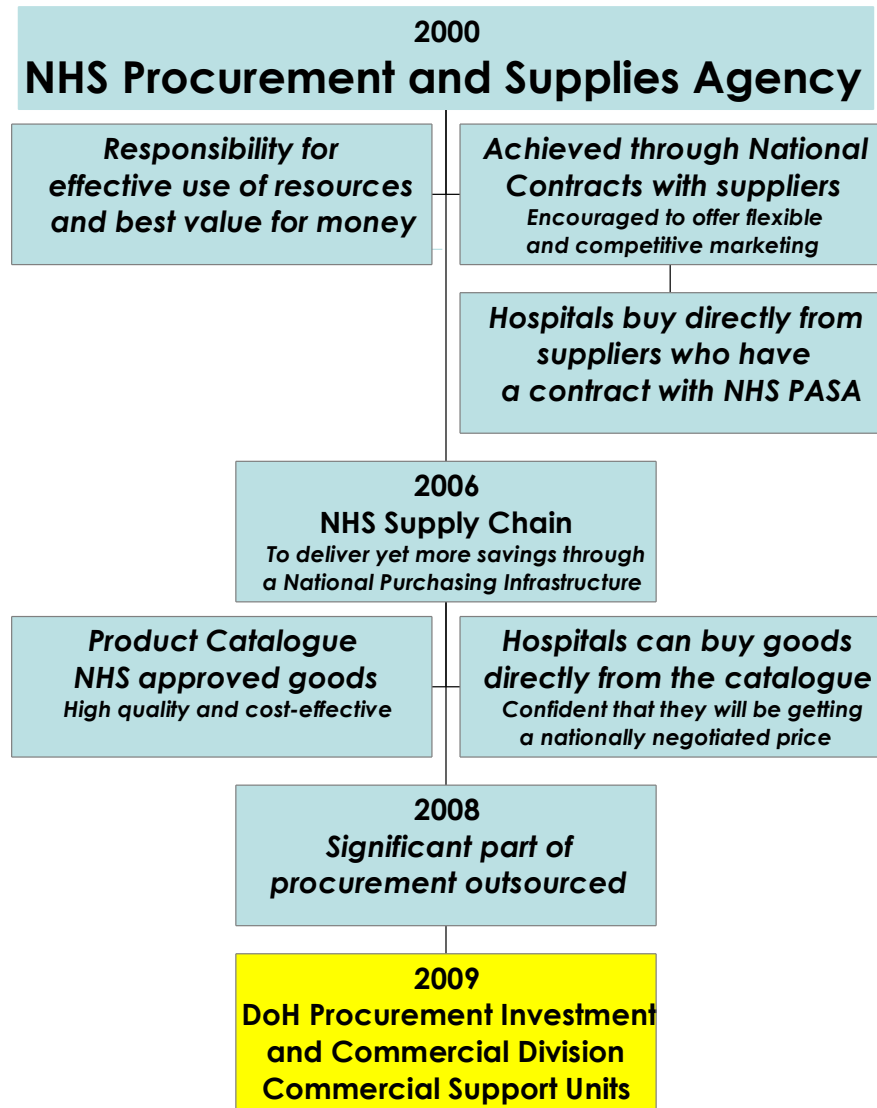 2000
NHS Procurement and Supplies Agency
Responsibility for
effective use of resources
and best value for money
Achieved through National
Contracts with suppliers
Encouraged to offer flexible
and competitive marketing
Hospitals buy directly from
suppliers who have
a contract with NHS PASA
2006
NHS Supply Chain
To deliver yet more savings through
a National Purchasing Infrastructure
Product Catalogue
NHS approved goods
High quality and cost-effective
Hospitals can buy goods
directly from the catalogue
Confident that they will be getting
a nationally negotiated price
2008
Significant part of
procurement outsourced
2009
DoH Procurement Investment
and Commercial Division
Commercial Support Units